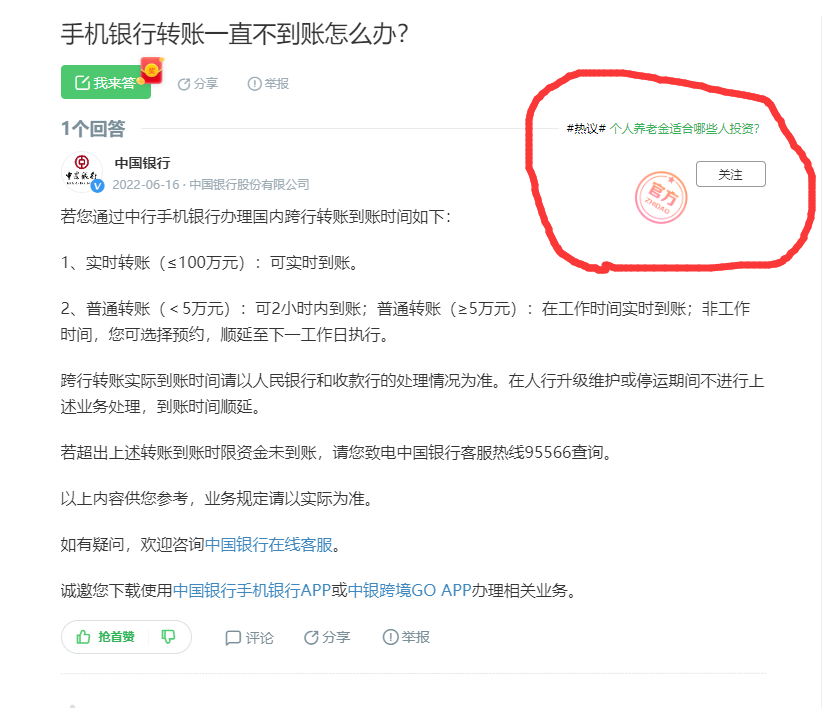 手机银行转账一直不到账怎么办？
我来答
分享
举报
1个回答
#热议# 个人养老金适合哪些人投资？
中国银行
2022-06-16 · 中国银行股份有限公司
关注
官方
ZHIDAO
若您通过中行手机银行办理国内跨行转账到账时间如下：
1、实时转账（≤100万元）：可实时到账。
2、普通转账（＜5万元）：可2小时内到账；普通转账（≥5万元）：在工作时间实时到账；非工作
时间，您可选择预约，顺延至下一工作日执行。
跨行转账实际到账时间请以人民银行和收款行的处理情况为准。在人行升级维护或停运期间不进行上
述业务处理，到账时间顺延。
若超出上述转账到账时限资金未到账，请您致电中国银行客服热线95566查询。
以上内容供您参考，业务规定请以实际为准。
如有疑问，欢迎咨询中国银行在线客服。
诚邀您下载使用中国银行手机银行APP或中银跨境GO APP办理相关业务。
抢首赞
评论
分享
举报